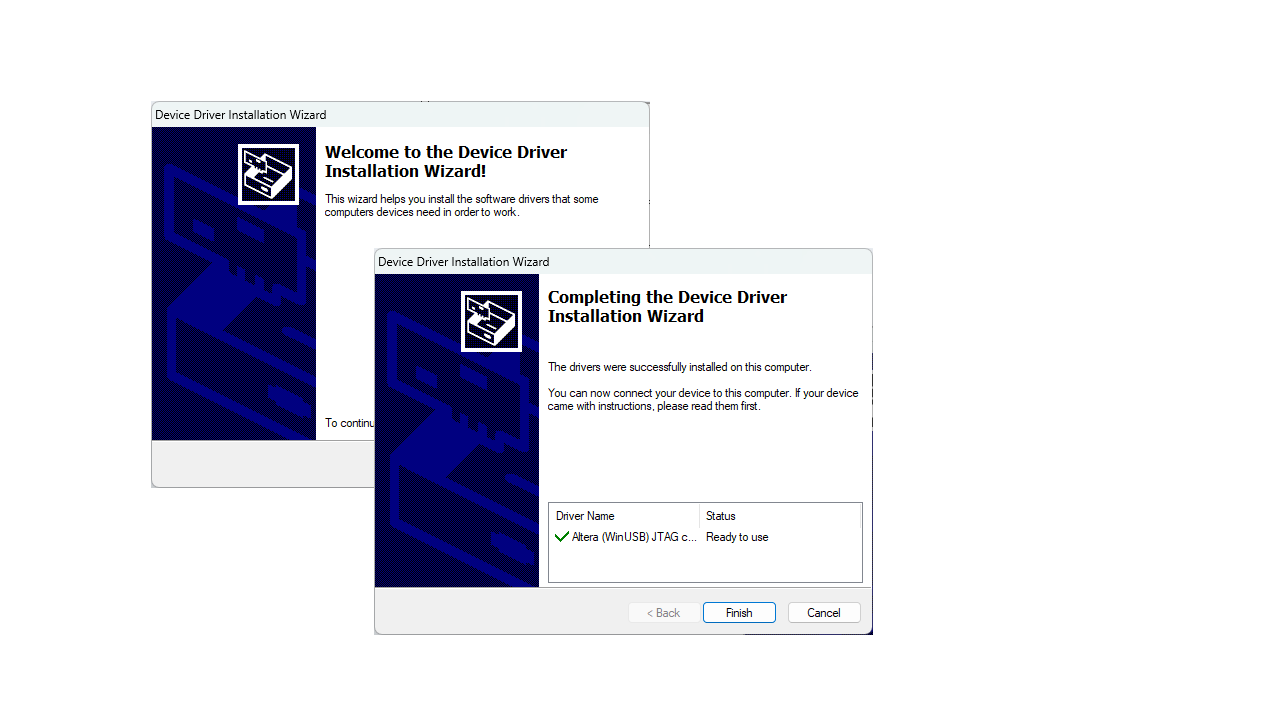 Device Driver Installation Wizard
Welcome to the Device Driver
Installation Wizard!
This wizard helps you install the software drivers that some
computers devices need in order to work.
To continu
Device Driver Installation Wizard
Completing the Device Driver
Installation Wizard
The drivers were successfully installed on this computer.
You can now connect your device to this computer. If your device
came with instructions, please read them first.
Driver Name Status
Altera (WinUSB) JTAG c... Ready to use
< Back Finish Cancel